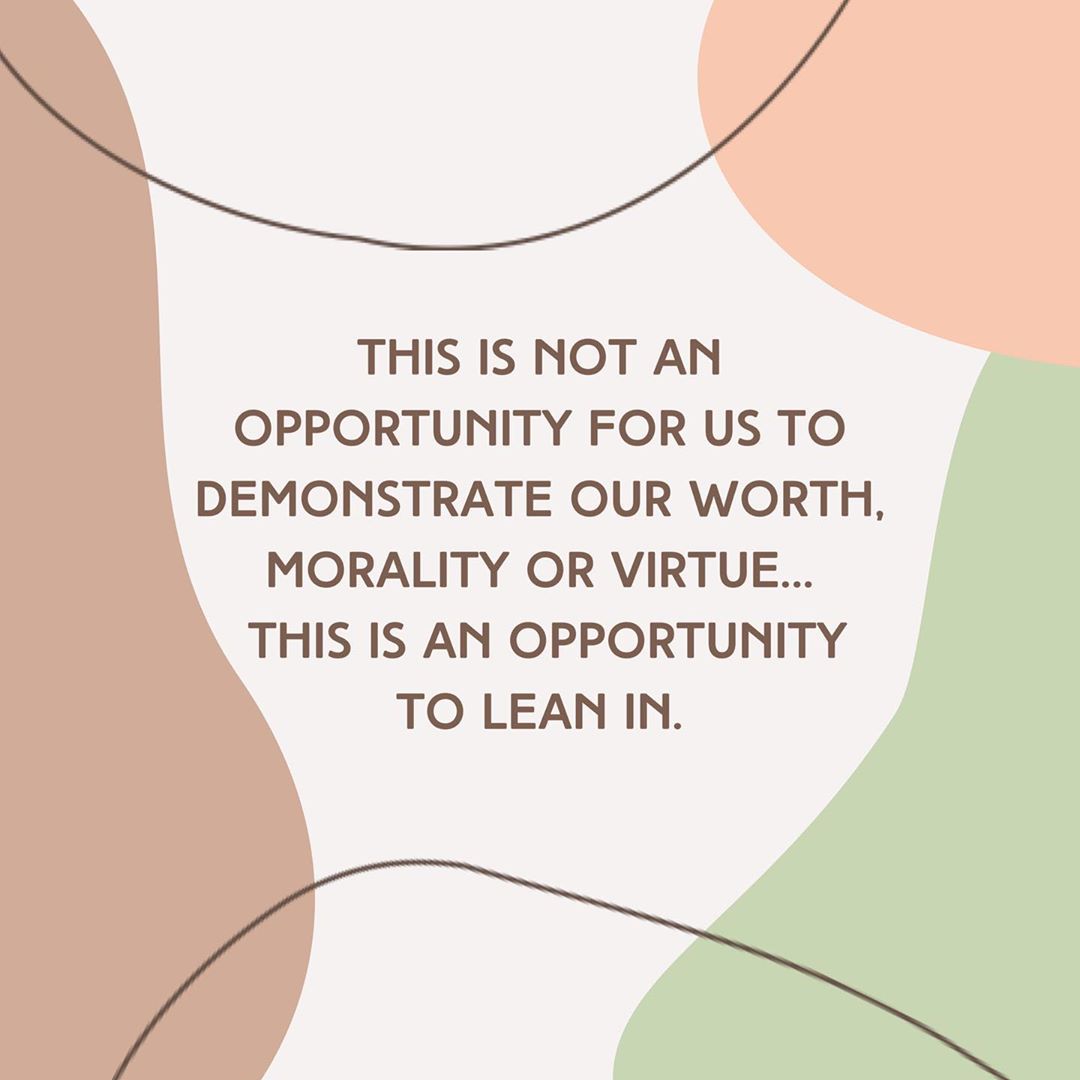 THIS IS NOT AN
OPPORTUNITY FOR US TO
DEMONSTRATE OUR WORTH,
MORALITY OR VIRTUE...
THIS IS AN OPPORTUNITY
TO LEAN IN.